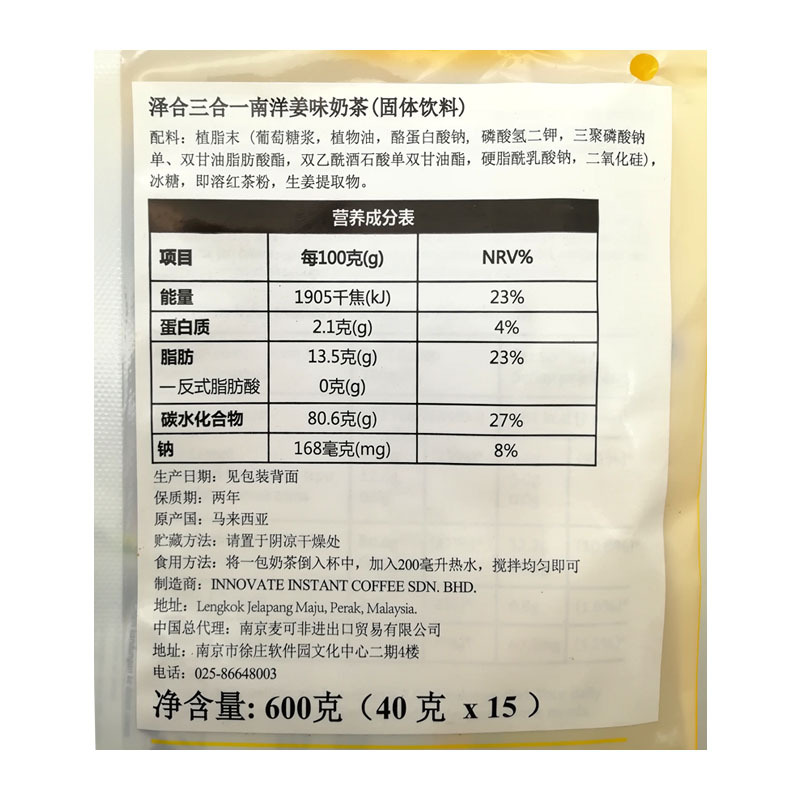 泽合三合一南洋姜味奶茶(固体饮料)
配料：植脂末（葡萄糖浆，植物油，酪蛋白酸钠，磷酸氢二钾，三聚磷酸钠
单、双甘油脂肪酸酯，双乙酰酒石酸单双甘油酯，硬脂酰乳酸钠，二氧化硅)，
冰糖，即溶红茶粉，生姜提取物。
营养成分表
项目 每100克(g) NRV%
能量 1905千焦(kJ) 23%
蛋白质 2.1克(g) 4%
脂肪 13.5克(g) 23%
—反式脂肪酸 0克(g)
碳水化合物 80.6克(g) 27%
钠 168毫克(mg) 8%
生产日期：见包装背面
保质期：两年
原产国：马来西亚
贮藏方法：请置于阴凉干燥处
食用方法：将一包奶茶倒入杯中，加入200毫升热水，搅拌均匀即可
制造商：INNOVATE INSTANT COFFEE SDN. BHD.
地址：Lengkok Jelapang Maju, Perak, Malaysia.
中国总代理：南京麦可非进出口贸易有限公司
地址：南京市徐庄软件园文化中心二期4楼
电话：025-86648003
净含量: 600克（40 克 x 15 ）